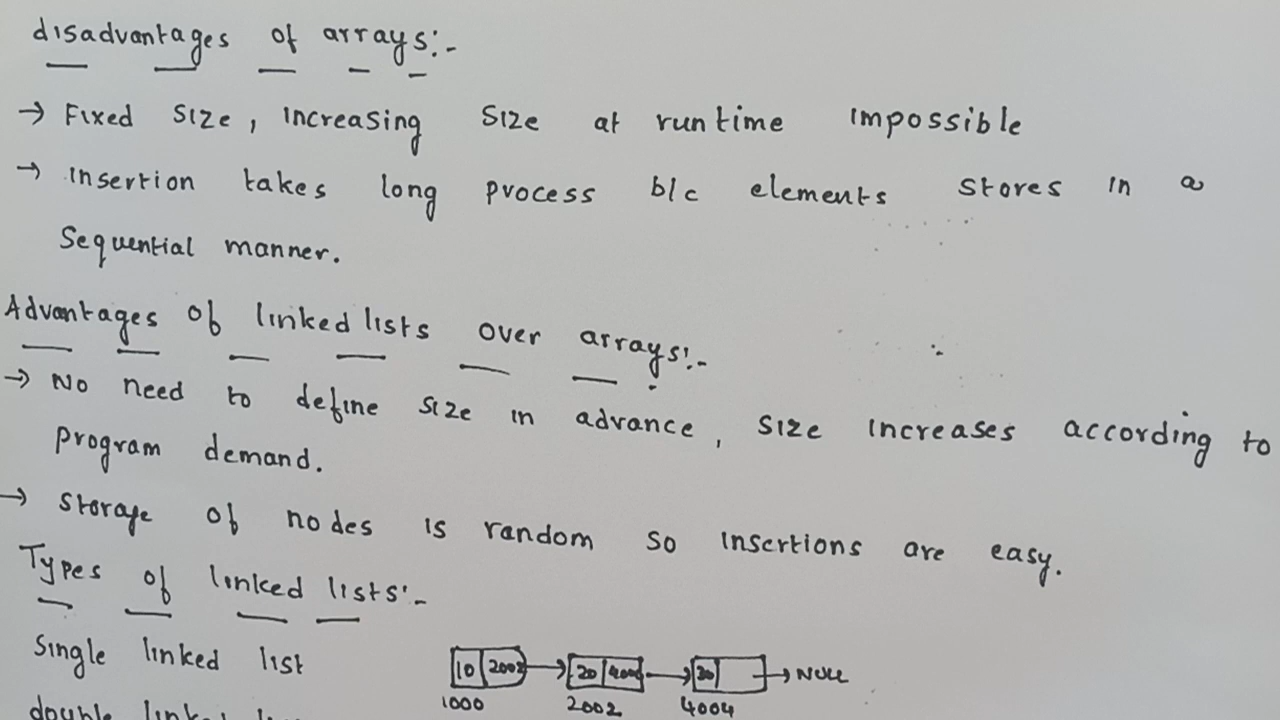 disadvantages of arrays:-
→ Fixed size, increasing size at runtime impossible
→ insertion takes long process b/c elements stores in a
sequential manner.
Advantages of linked lists over arrays:-
→ No need to define size in advance, size increases according to
program demand.
→ storage of nodes is random so insertions are easy.
Types of linked lists:-
single linked list
10 2002 → 20 → → NULL
1000 2002 4004
double linked